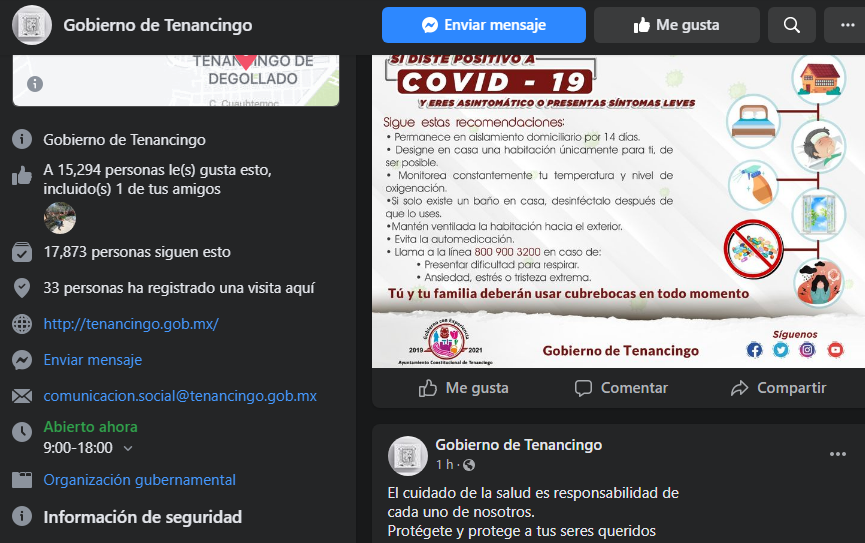 Gobierno de Tenancingo
Enviar mensaje
Me gusta
TENANCINGO DE
DEGOLLADO
C. Cuauhtemoc
Gobierno de Tenancingo
A 15,294 personas le(s) gusta esto,
incluido(s) 1 de tus amigos
17,873 personas siguen esto
33 personas ha registrado una visita aquí
http://tenancingo.gob.mx/
Enviar mensaje
comunicacion.social@tenancingo.gob.mx
Abierto ahora
9:00-18:00
Organización gubernamental
Información de seguridad
SI DISTE POSITIVO A
COVID - 19
Y ERES ASINTOMÁTICO O PRESENTAS SÍNTOMAS LEVES
Sigue estas recomendaciones:
• Permanece en aislamiento domiciliario por 14 días.
• Designe en casa una habitación únicamente para ti, de
ser posible.
• Monitorea constantemente tu temperatura y nivel de
oxigenación.
•Si solo existe un baño en casa, desinféctalo después de
que lo uses.
•Mantén ventilada la habitación hacia el exterior.
• Evita la automedicación.
• Llama a la línea 800 900 3200 en caso de:
• Presentar dificultad para respirar.
• Ansiedad, estrés o tristeza extrema.
Tú y tu familia deberán usar cubrebocas en todo momento
Gobierno con Experiencia
2019 2021
Ayuntamiento Constitucional de Tenancingo
Gobierno de Tenancingo
Síguenos
Me gusta
Comentar
Compartir
Gobierno de Tenancingo
1 h ·
El cuidado de la salud es responsabilidad de
cada uno de nosotros.
Protégete y protege a tus seres queridos